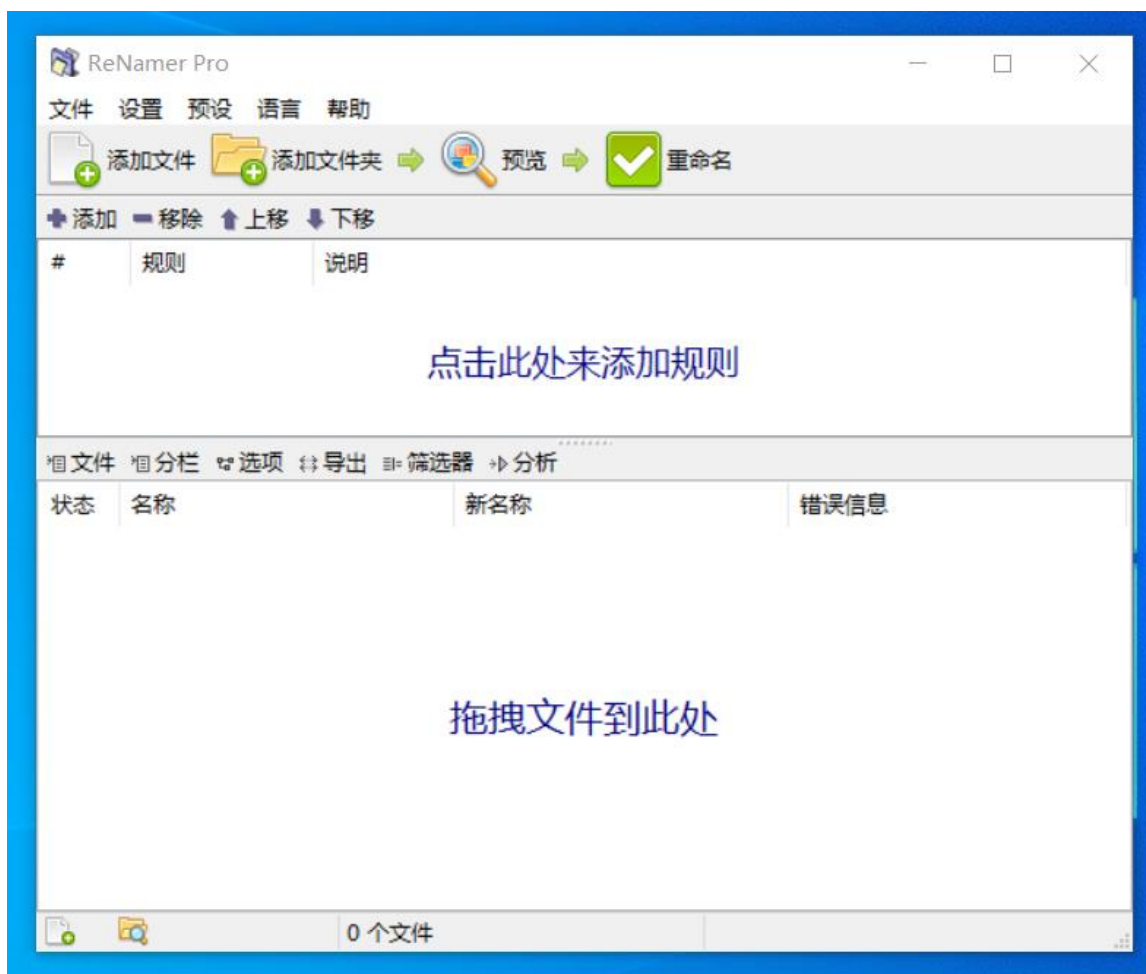 ReNamer Pro
文件 设置 预设 语言 帮助
添加文件 添加文件夹 预览 重命名
添加 移除 上移 下移
# 规则 说明
点击此处来添加规则
文件 分栏 选项 导出 筛选器 分析
状态 名称 新名称 错误信息
拖拽文件到此处
0 个文件